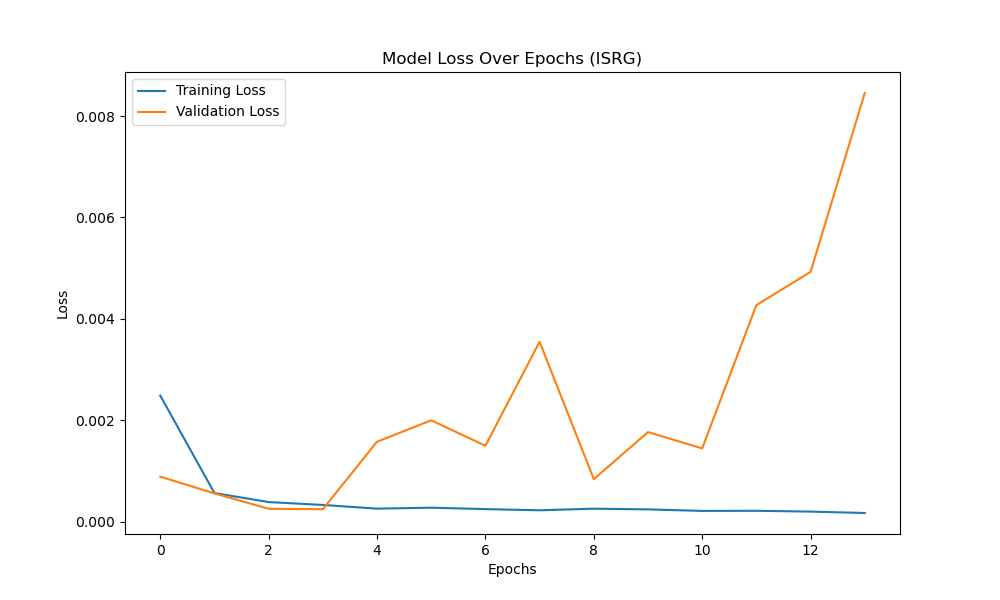 Model Loss Over Epochs (ISRG)
Training Loss
Validation Loss
Loss
0.008
0.006
0.004
0.002
0.000
0 2 4 6 8 10 12
Epochs